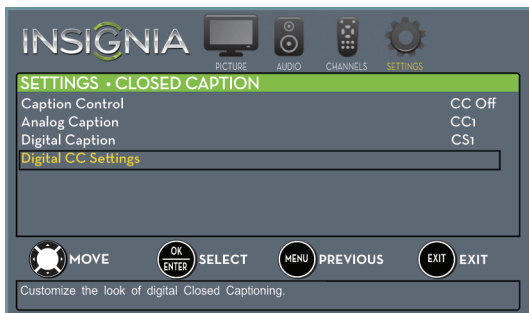 INSIGNIA
PICTURE AUDIO CHANNELS SETTINGS
SETTINGS • CLOSED CAPTION
Caption Control CC Off
Analog Caption CC1
Digital Caption CS1
Digital CC Settings
MOVE OK ENTER SELECT MENU PREVIOUS EXIT EXIT
Customize the look of digital Closed Captioning.